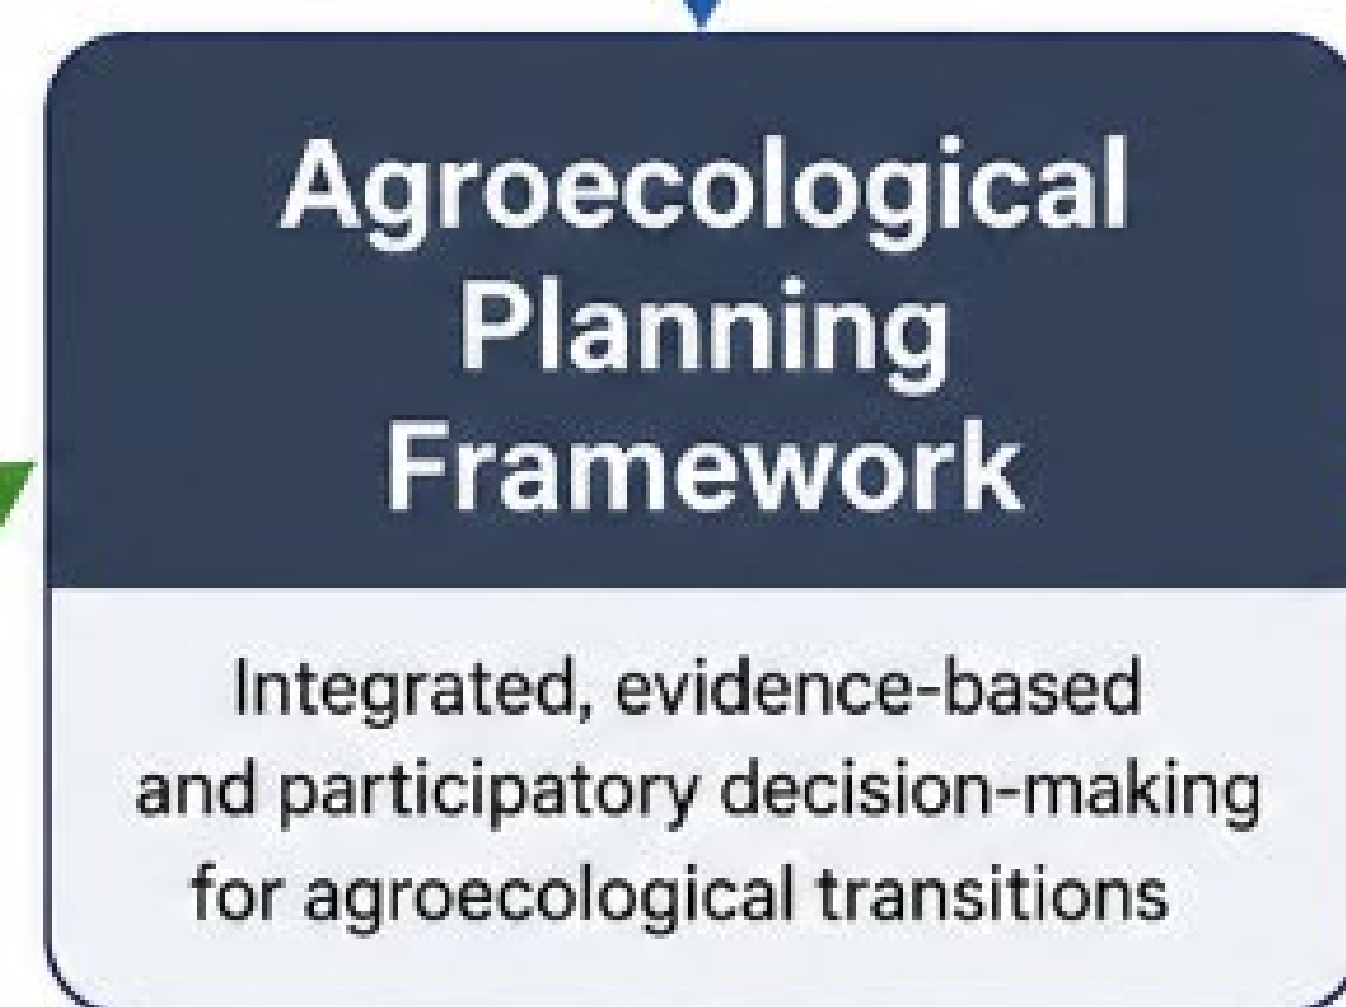 Agroecological
Planning
Framework
Integrated, evidence-based
and participatory decision-making
for agroecological transitions